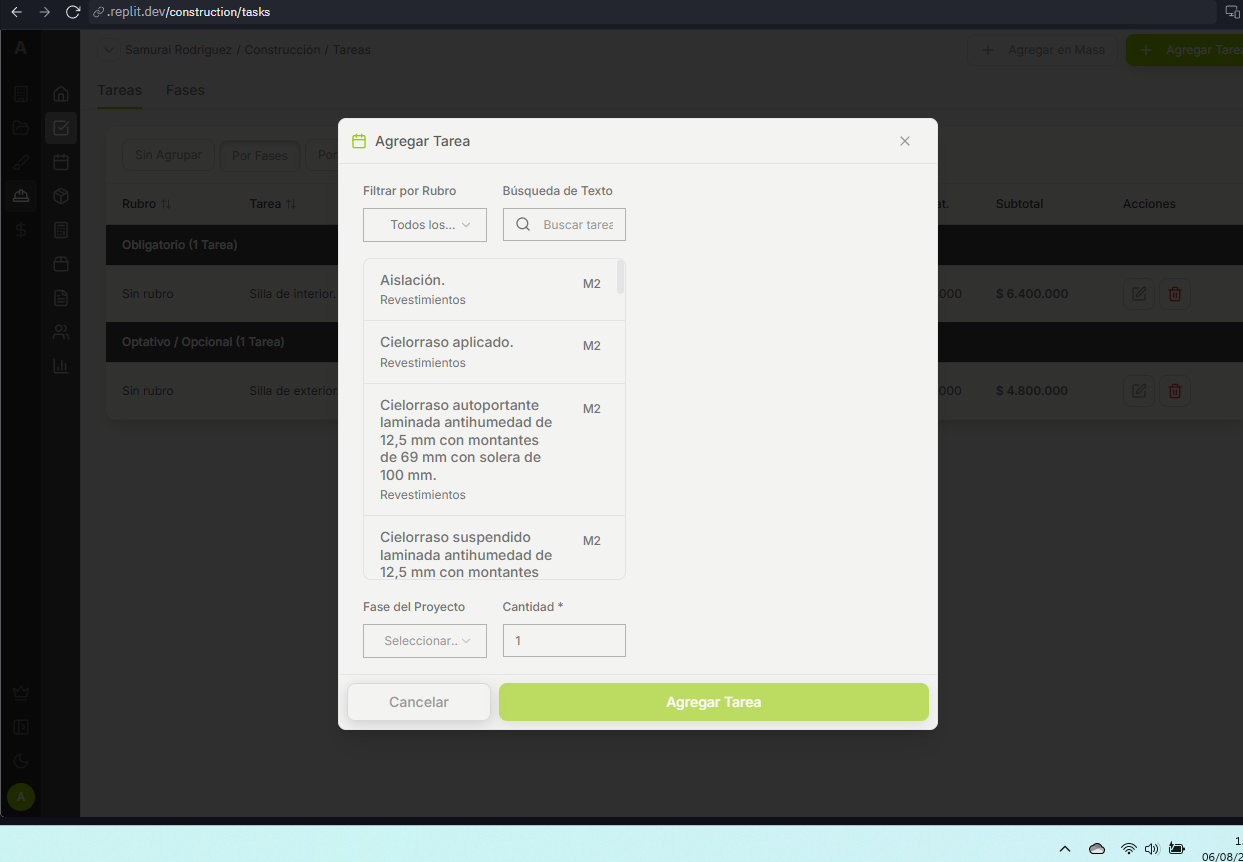 .replit.dev/construction/tasks
A
Samurai Rodriguez / Construcción / Tareas
Agregar en Masa
Agregar
Tareas
Fases
Agregar Tarea
Sin Agrupar
Por Fases
Por
Filtrar por Rubro
Búsqueda de Texto
Todos los...
Buscar tarea
Rubro
Tarea
Subtotal
Acciones
Obligatorio (1 Tarea)
Aislación.
M2
Revestimientos
Sin rubro
Silla de interior.
000
$ 6.400.000
Optativo / Opcional (1 Tarea)
Cielorraso aplicado.
M2
Revestimientos
Sin rubro
Silla de exterior
000
$ 4.800.000
Cielorraso autoportante
M2
laminada antihumedad de
12,5 mm con montantes
de 69 mm con solera de
100 mm.
Revestimientos
Cielorraso suspendido
M2
laminada antihumedad de
12,5 mm con montantes
Fase del Proyecto
Cantidad *
Seleccionar..
1
Cancelar
Agregar Tarea
A
06/08/2